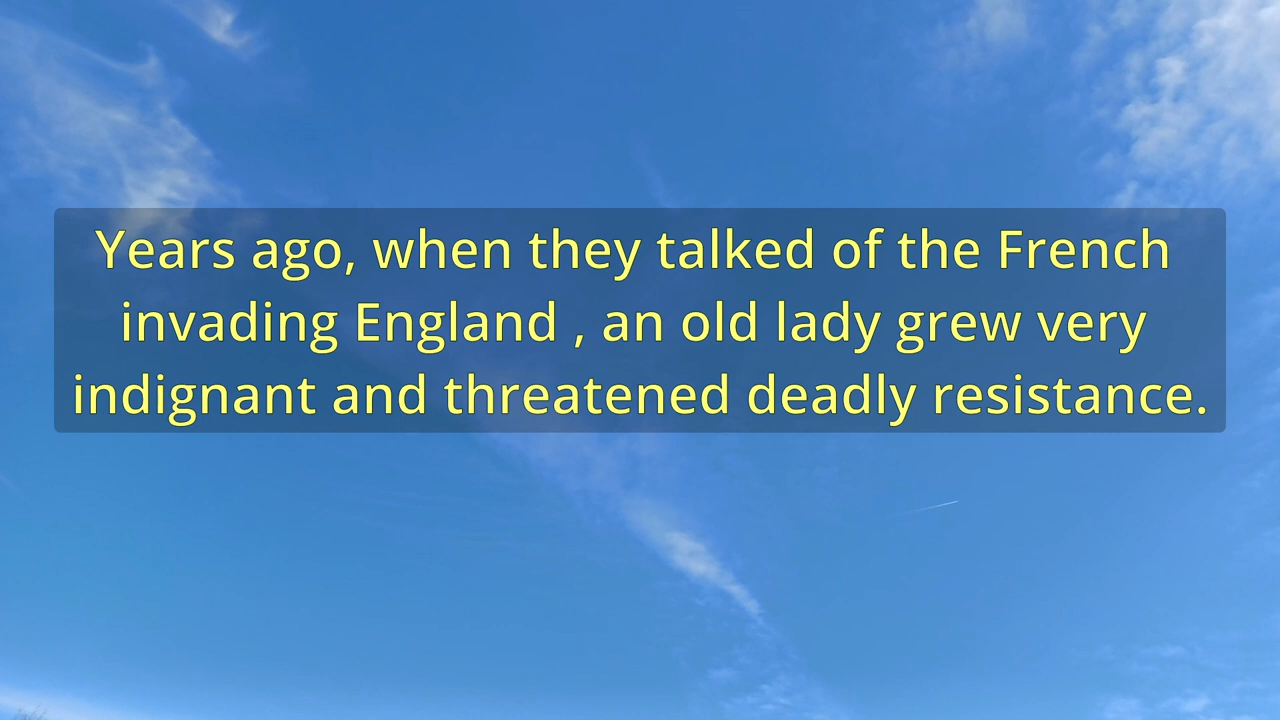 Years ago, when they talked of the French
invading England , an old lady grew very
indignant and threatened deadly resistance.